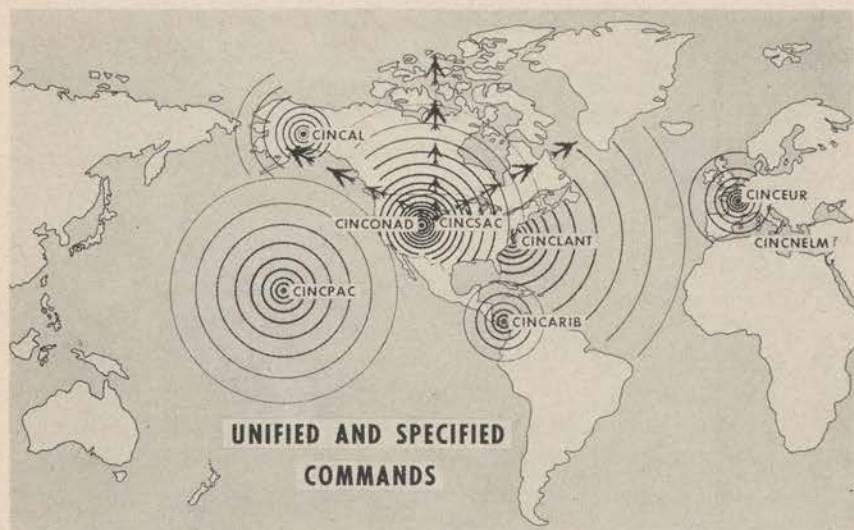 CINCAL
CINCONAD
CINCSAC
CINCLANT
CINCEUR
CINCNELM
CINCPAC
CINCARIB
UNIFIED AND SPECIFIED
COMMANDS